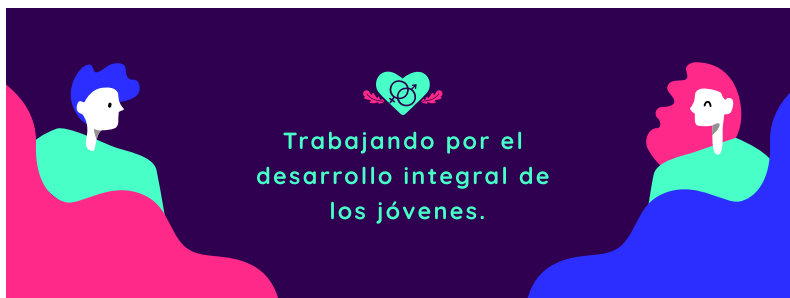 Trabajando por el
desarrollo integral de
los jóvenes.